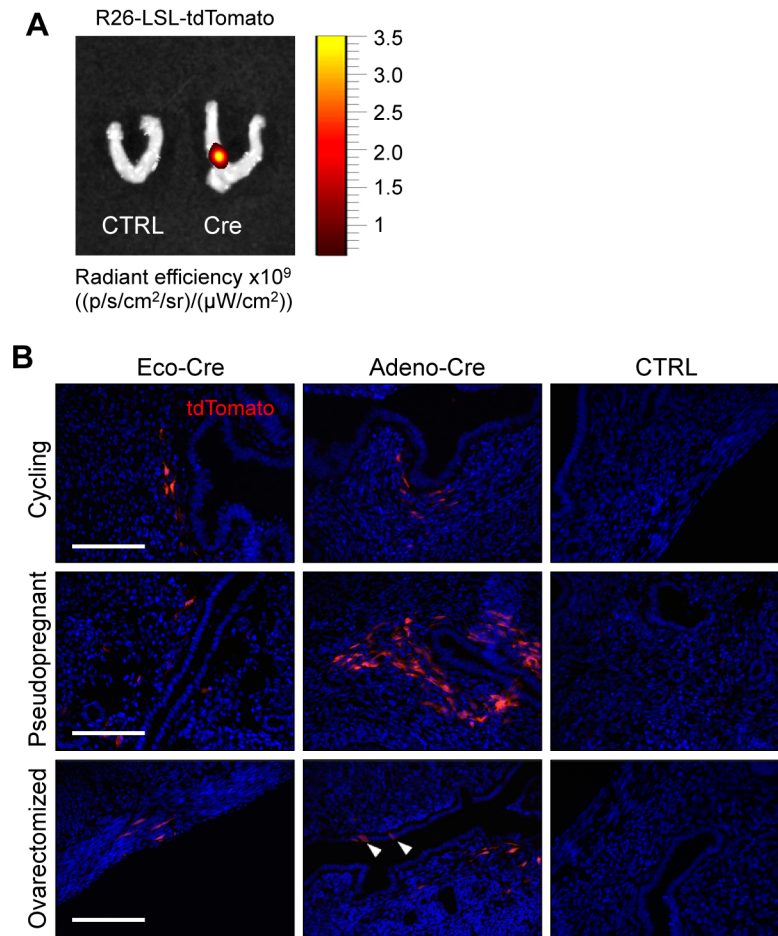 A
R26-LSL-tdTomato
CTRL Cre
3.5
3.0
2.5
2.0
1.5
1
Radiant efficiency x10⁹
((p/s/cm²/sr)/(µW/cm²))
B
Eco-Cre Adeno-Cre CTRL
tdTomato
Cycling
Pseudopregnant
Ovarectomized